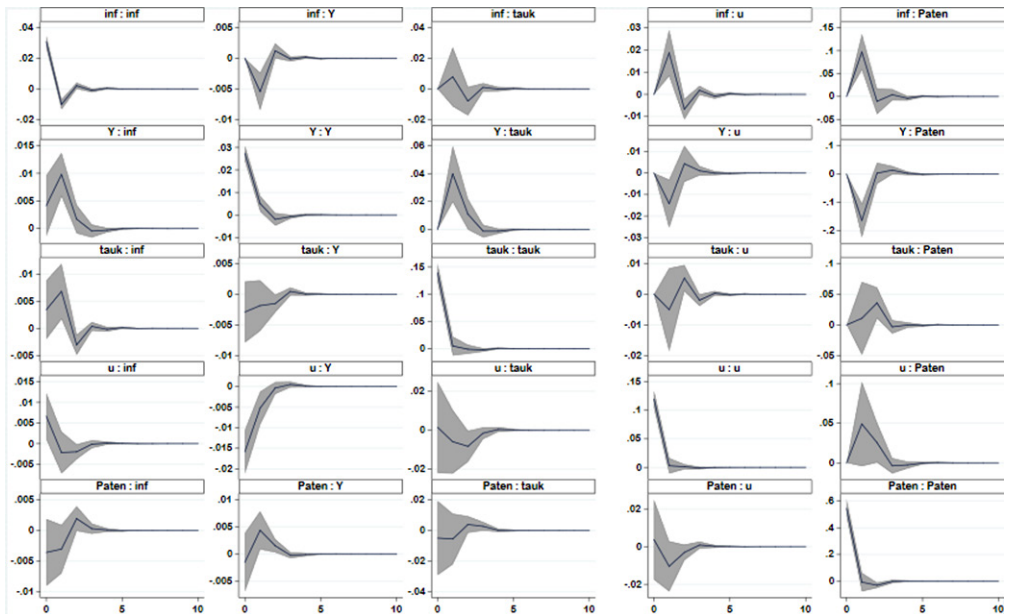 inf : inf inf : Y inf : tauk inf : u inf : Paten
.04 .005 .04 .03 .15
.02 0 .02 .02 .1
0 -.005 0 .01 .05
-.02 -.01 -.02 0 0
-.01 -.05
Y : inf Y : Y Y : tauk Y : u Y : Paten
.015 .03 .06 .01 .1
.01 .02 .04 0 0
.005 .01 .02 -.01 -.1
0 0 0 -.02 -.2
-.01 -.03
tauk : inf tauk : Y tauk : tauk tauk : u tauk : Paten
.01 .005 .15 .01 .1
.005 0 .1 0 .05
0 -.005 .05 -.01 0
-.005 -.01 0 -.02 -.05
u : inf u : Y u : tauk u : u u : Paten
.015 0 .02 .15 .1
.01 -.005 0 .1 .05
.005 -.01 -.02 .05 0
0 -.015 0
-.005 -.02
Paten : inf Paten : Y Paten : tauk Paten : u Paten : Paten
.005 .01 .02 .02 .6
0 .005 0 0 .4
-.005 0 -.02 -.02 .2
-.01 -.005 -.04 0
0 5 10 0 5 10 0 5 10 0 5 10 0 5 10